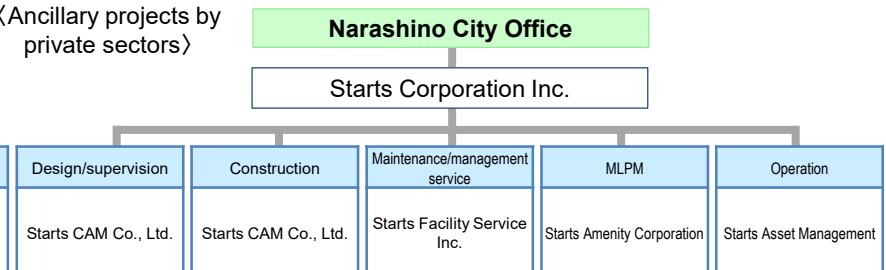 〈Ancillary projects by
private sectors〉
Narashino City Office
Starts Corporation Inc.
Design/supervision
Construction
Maintenance/management
service
MLPM
Operation
Starts CAM Co., Ltd.
Starts CAM Co., Ltd.
Starts Facility Service
Inc.
Starts Amenity Corporation
Starts Asset Management